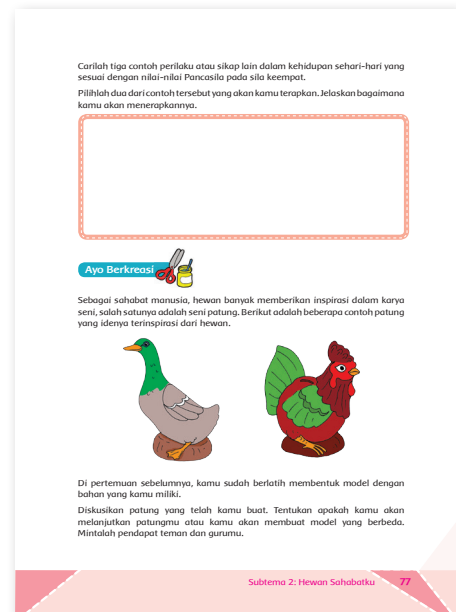 Carilah tiga contoh perilaku atau sikap lain dalam kehidupan sehari-hari yang
sesuai dengan nilai-nilai Pancasila pada sila keempat.
Pilihlah dua dari contoh tersebut yang akan kamu terapkan. Jelaskan bagaimana
kamu akan menerapkannya.
Ayo Berkreasi
Sebagai sahabat manusia, hewan banyak memberikan inspirasi dalam karya
seni, salah satunya adalah seni patung. Berikut adalah beberapa contoh patung
yang idenya terinspirasi dari hewan.
Di pertemuan sebelumnya, kamu sudah berlatih membentuk model dengan
bahan yang kamu miliki.
Diskusikan patung yang telah kamu buat. Tentukan apakah kamu akan
melanjutkan patungmu atau kamu akan membuat model yang berbeda.
Mintalah pendapat teman dan gurumu.
Subtema 2: Hewan Sahabatku 77